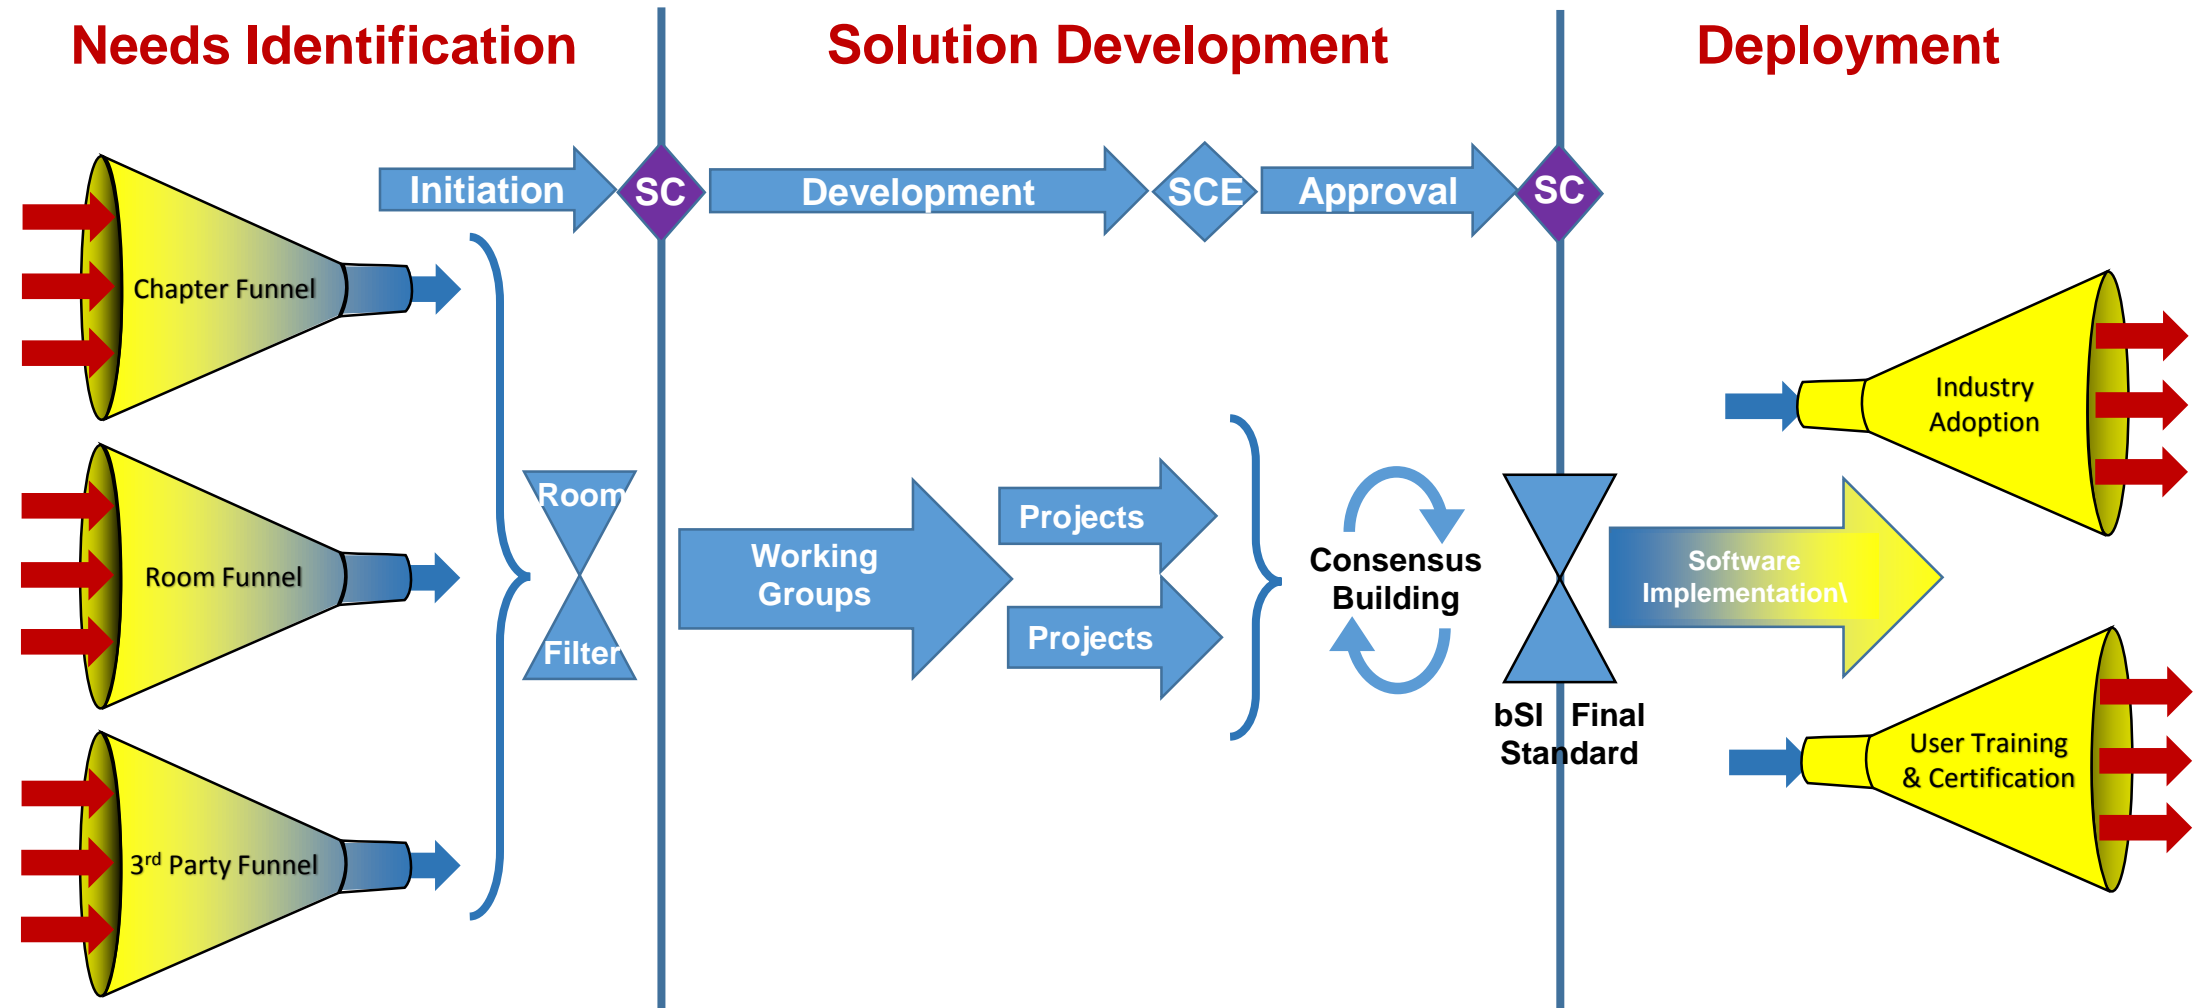 Needs Identification
Solution Development
Deployment
Initiation
SC
Development
SCE
Approval
SC
Chapter Funnel
Room Funnel
3rd Party Funnel
Room
Filter
Working
Groups
Projects
Projects
Consensus
Building
bSI Final
Standard
Software
Implementation\
Industry
Adoption
User Training
& Certification